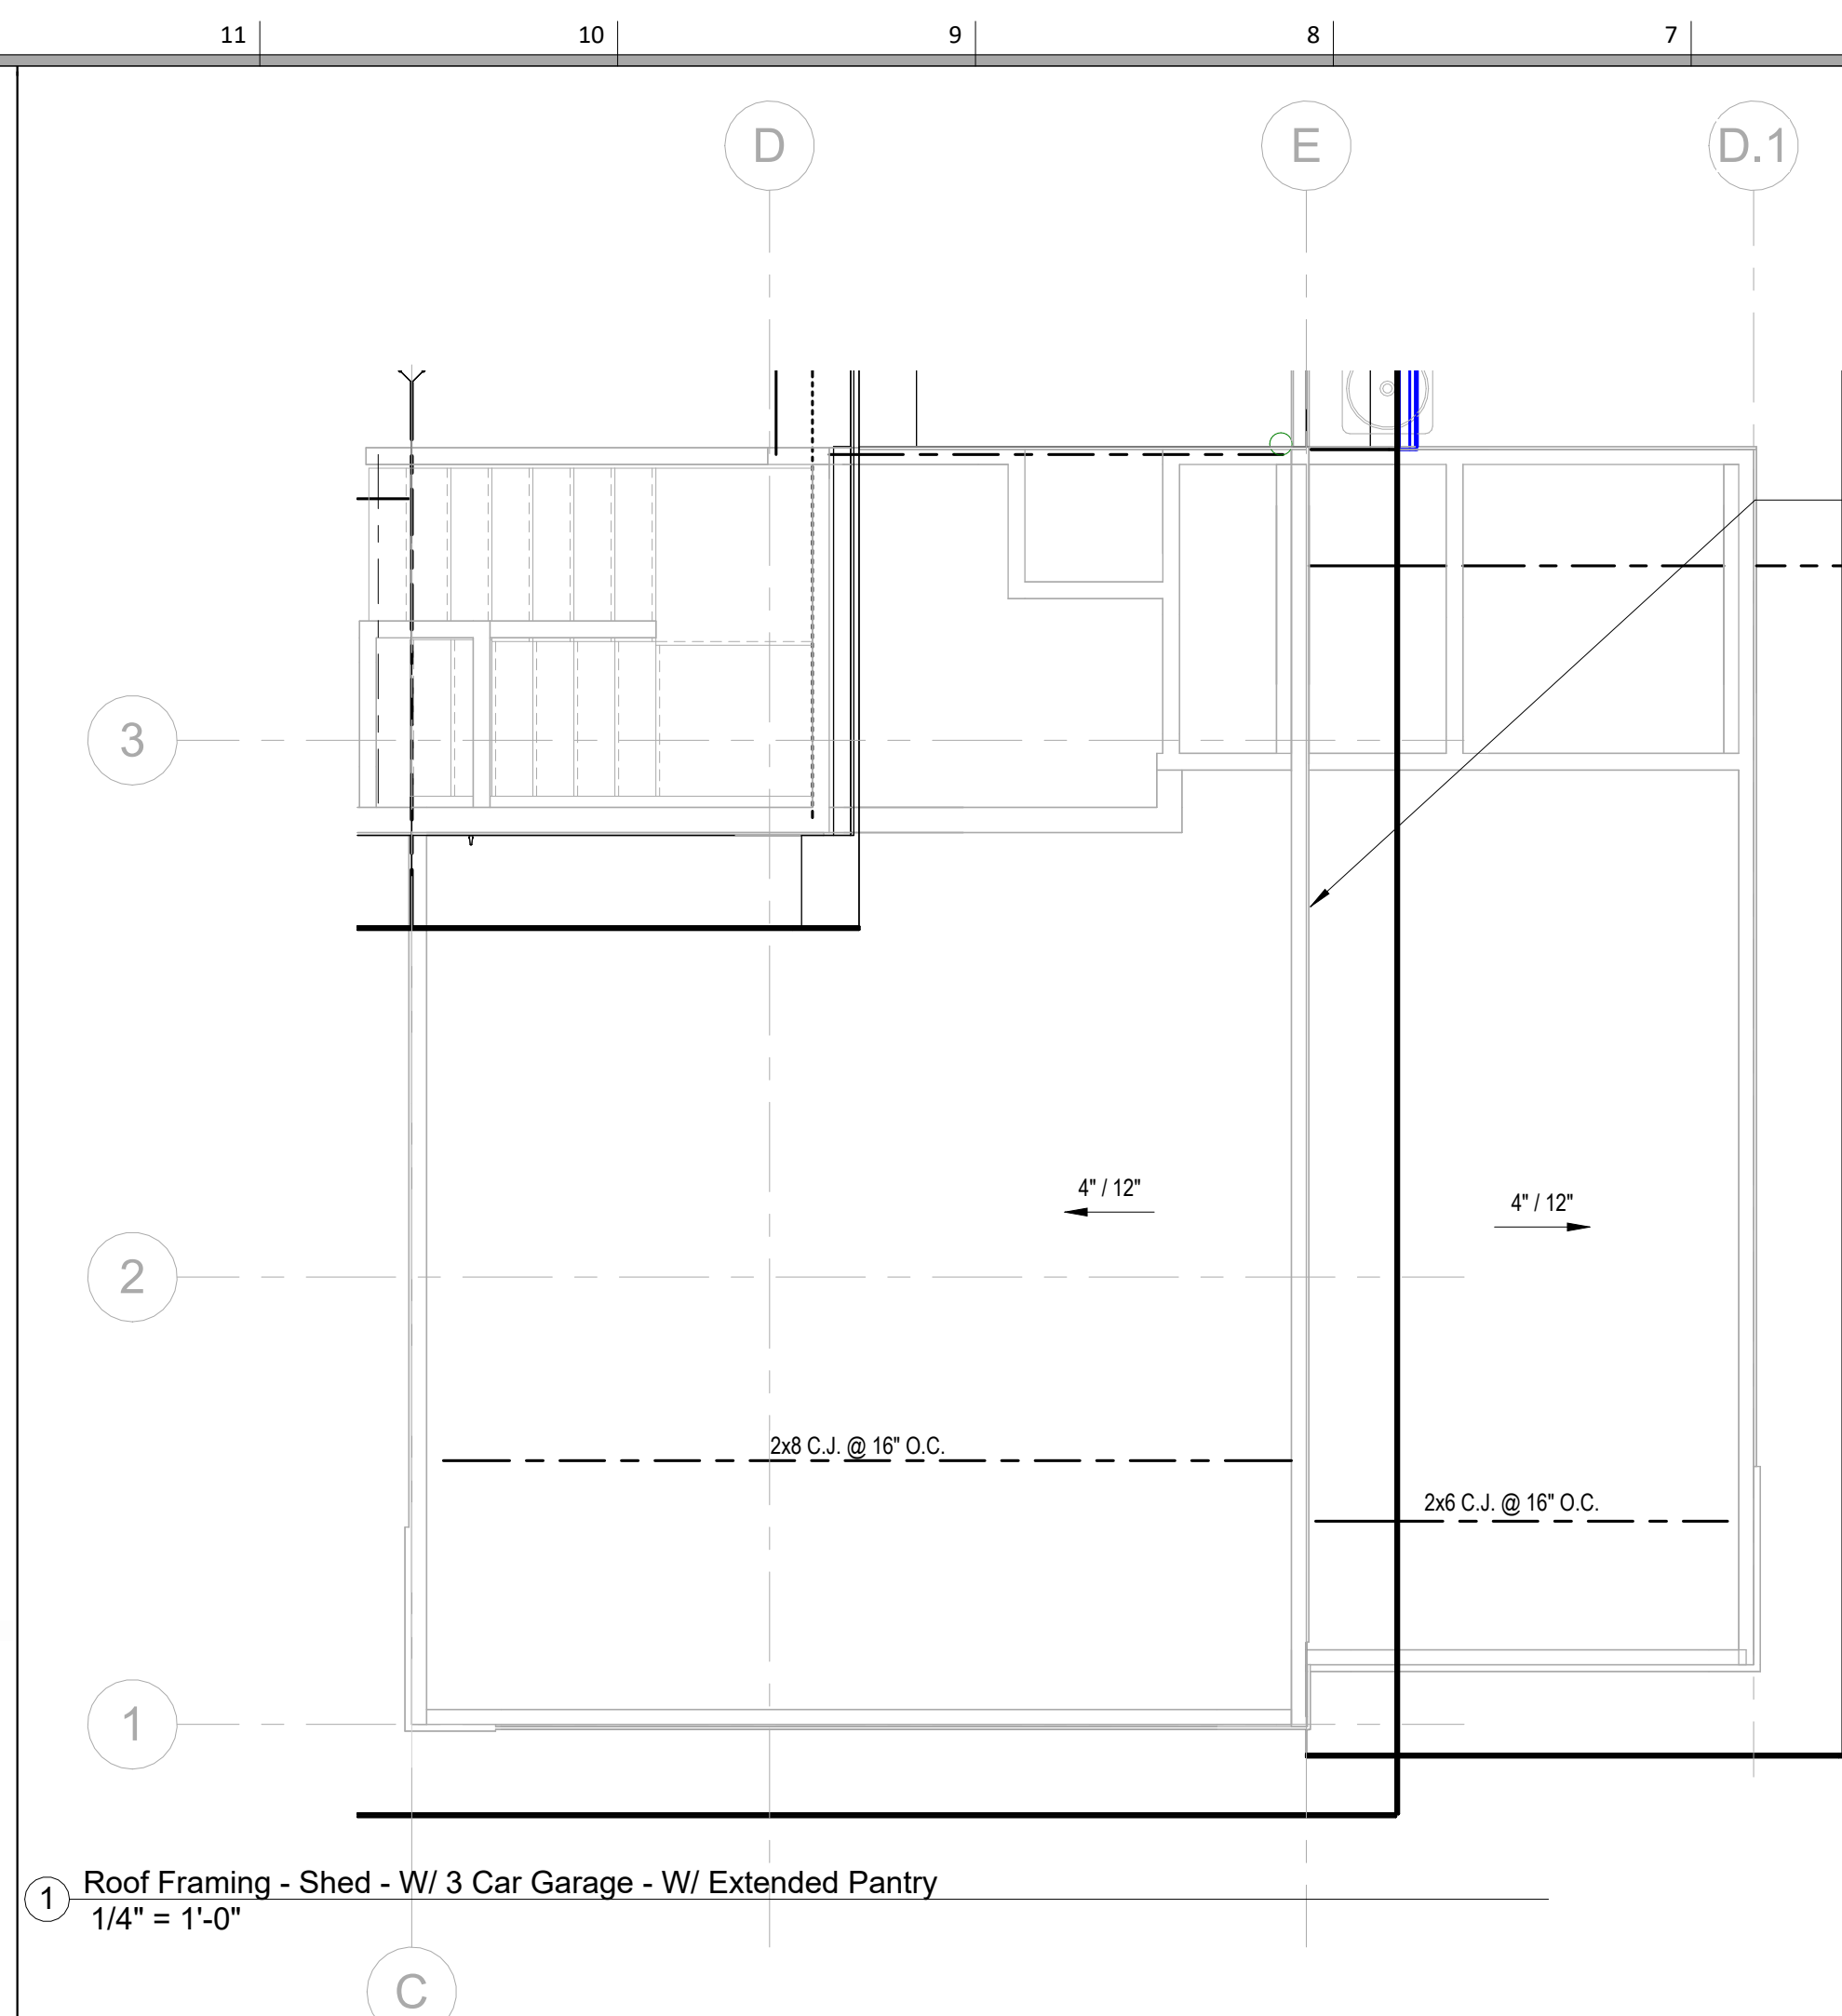 11
10
9
8
7
D
E
D.1
3
4" / 12"
4" / 12"
2
2x8 C.J. @ 16" O.C.
2x6 C.J. @ 16" O.C.
1
1
Roof Framing - Shed - W/ 3 Car Garage - W/ Extended Pantry
1/4" = 1'-0"
C